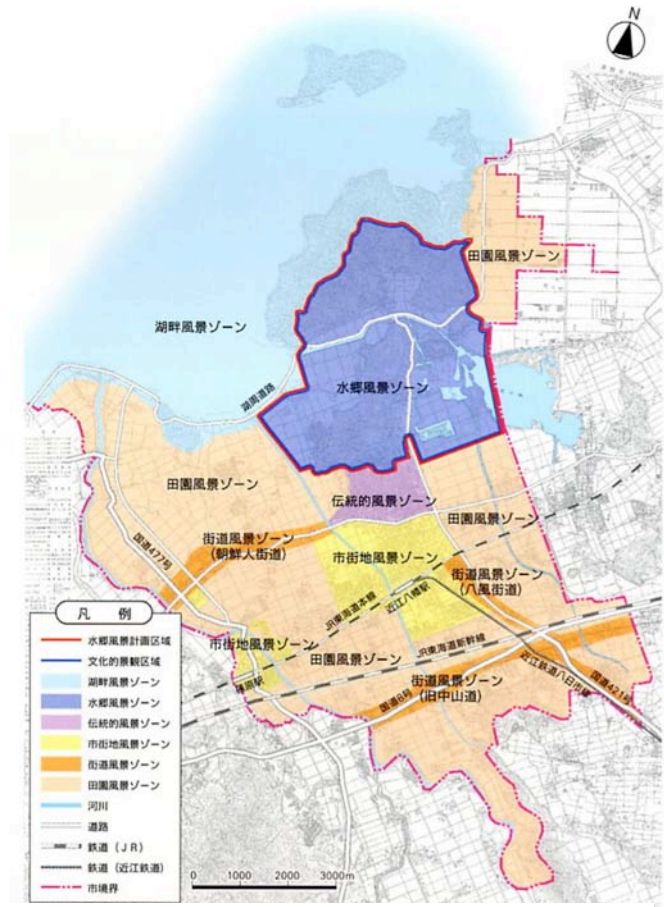 N
田園風景ゾーン
湖畔風景ゾーン
水郷風景ゾーン
湖周道路
田園風景ゾーン
伝統的風景ゾーン
田園風景ゾーン
国道477号
街道風景ゾーン
(朝鮮人街道)
市街地風景ゾーン
街道風景ゾーン
(八風街道)
JR東海道本線
近江八幡駅
市街地風景ゾーン
田園風景ゾーン
JR東海道新幹線
篠原駅
街道風景ゾーン
(旧中山道)
国道8号
近江鉄道八日市線
国道421号
凡 例
水郷風景計画区域
文化的景観区域
湖畔風景ゾーン
水郷風景ゾーン
伝統的風景ゾーン
市街地風景ゾーン
街道風景ゾーン
田園風景ゾーン
河川
道路
鉄道(JR)
鉄道(近江鉄道)
市境界
0 1000 2000 3000m